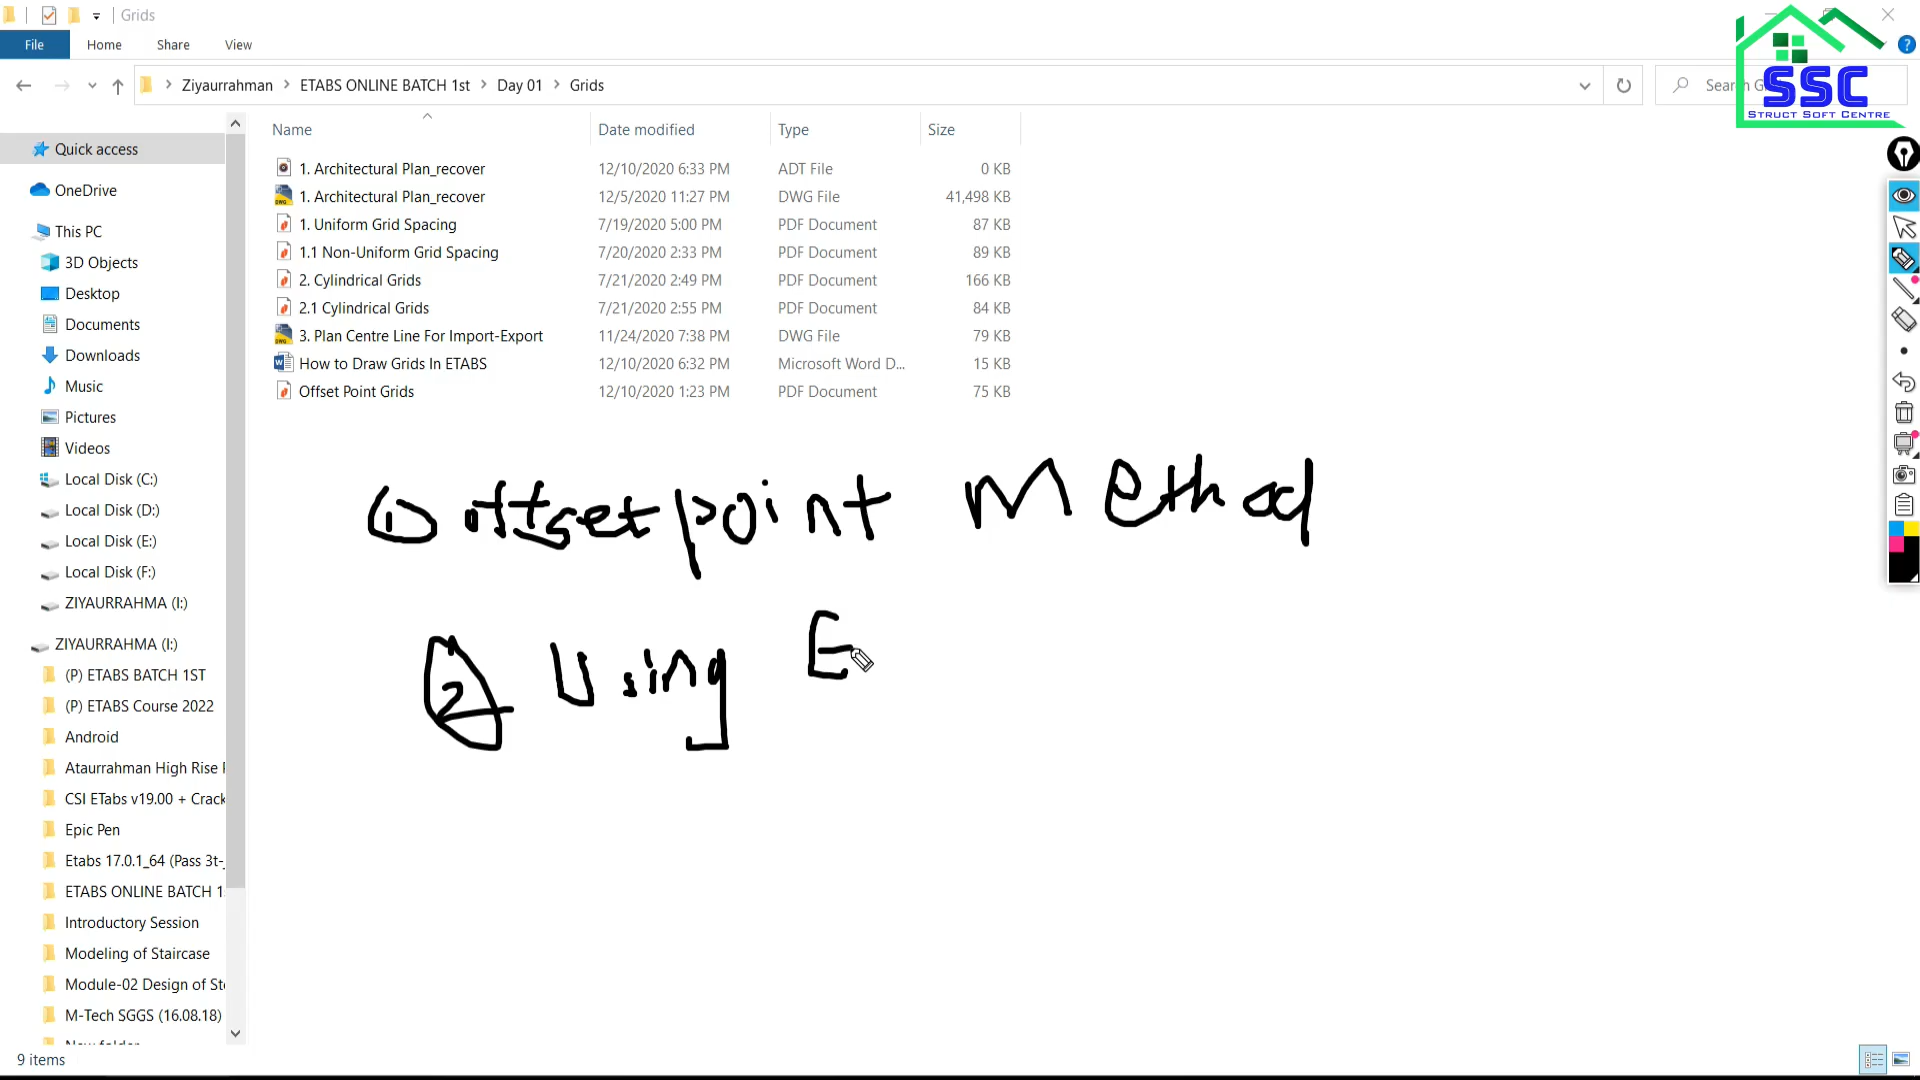 Grids
File Home Share View
Ziyaurrahman ETABS ONLINE BATCH 1st Day 01 Grids
SSC
STRUCT SOFT CENTRE
Name Date modified Type Size
1. Architectural Plan_recover 12/10/2020 6:33 PM ADT File 0 KB
1. Architectural Plan_recover 12/5/2020 11:27 PM DWG File 41,498 KB
1. Uniform Grid Spacing 7/19/2020 5:00 PM PDF Document 87 KB
1.1 Non-Uniform Grid Spacing 7/20/2020 2:33 PM PDF Document 89 KB
2. Cylindrical Grids 7/21/2020 2:49 PM PDF Document 166 KB
2.1 Cylindrical Grids 7/21/2020 2:55 PM PDF Document 84 KB
3. Plan Centre Line For Import-Export 11/24/2020 7:38 PM DWG File 79 KB
How to Draw Grids In ETABS 12/10/2020 6:32 PM Microsoft Word D... 15 KB
Offset Point Grids 12/10/2020 1:23 PM PDF Document 75 KB
Quick access
OneDrive
This PC
3D Objects
Desktop
Documents
Downloads
Music
Pictures
Videos
Local Disk (C:)
Local Disk (D:)
Local Disk (E:)
Local Disk (F:)
ZIYAURRAHMA (I:)
ZIYAURRAHMA (I:)
(P) ETABS BATCH 1ST
(P) ETABS Course 2022
Android
Ataurrahman High Rise
CSI ETabs v19.00 + Crack
Epic Pen
Etabs 17.0.1_64 (Pass 3t-
ETABS ONLINE BATCH 1
Introductory Session
Modeling of Staircase
Module-02 Design of St
M-Tech SGGS (16.08.18)
1 offset point Method
2 Using E
9 items